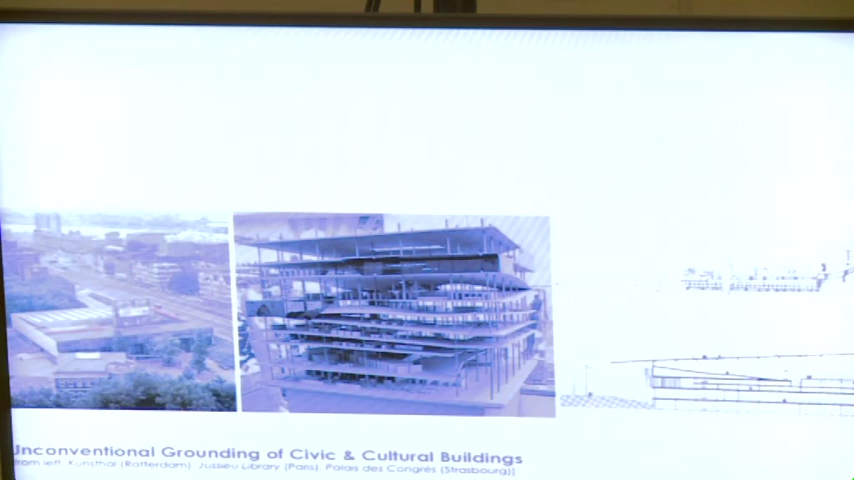 Unconventional Grounding of Civic & Cultural Buildings
from left: Kunsthal (Rotterdam), Jussieu Library (Paris), Palais des Congrès (Strasbourg)]